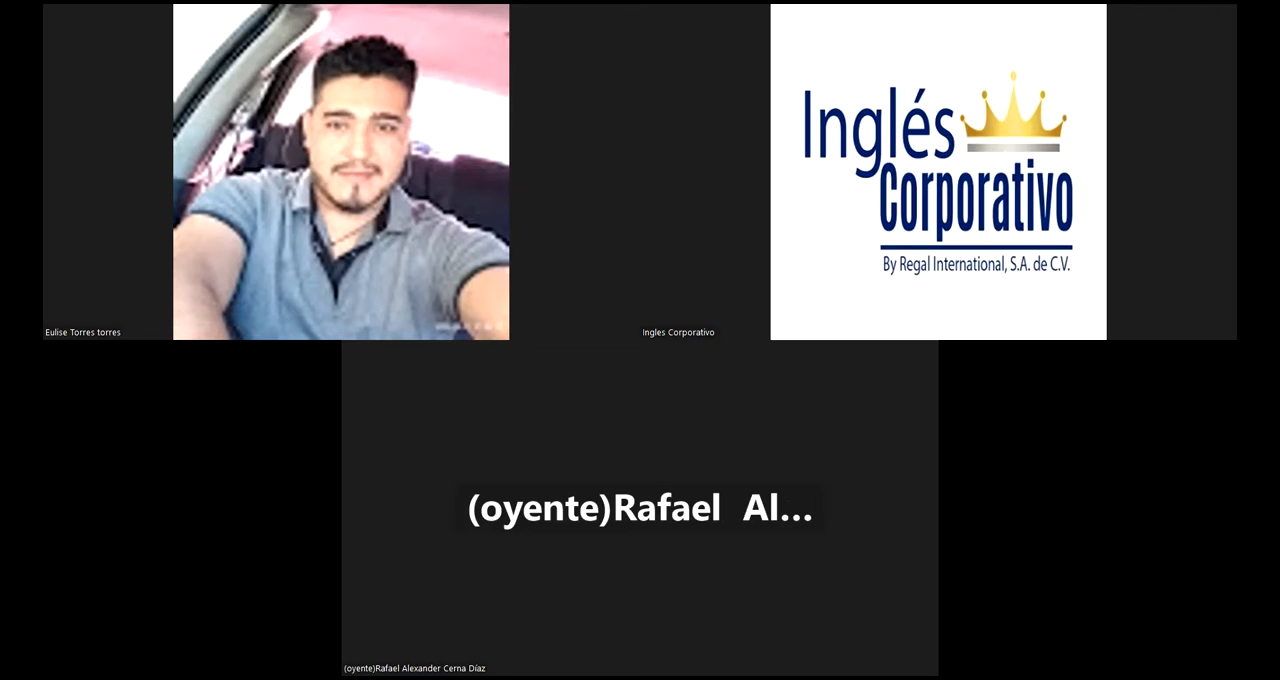 Inglés
Corporativo
By Regal International, S.A. de C.V.
Eulise Torres torres
Ingles Corporativo
(oyente)Rafael Al...
(oyente)Rafael Alexander Cerna Díaz